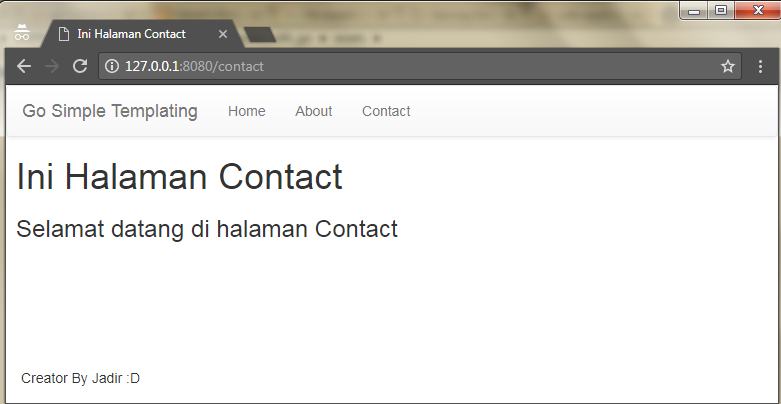 Ini Halaman Contact
127.0.0.1:8080/contact
Go Simple Templating Home About Contact
Ini Halaman Contact
Selamat datang di halaman Contact
Creator By Jadir :D